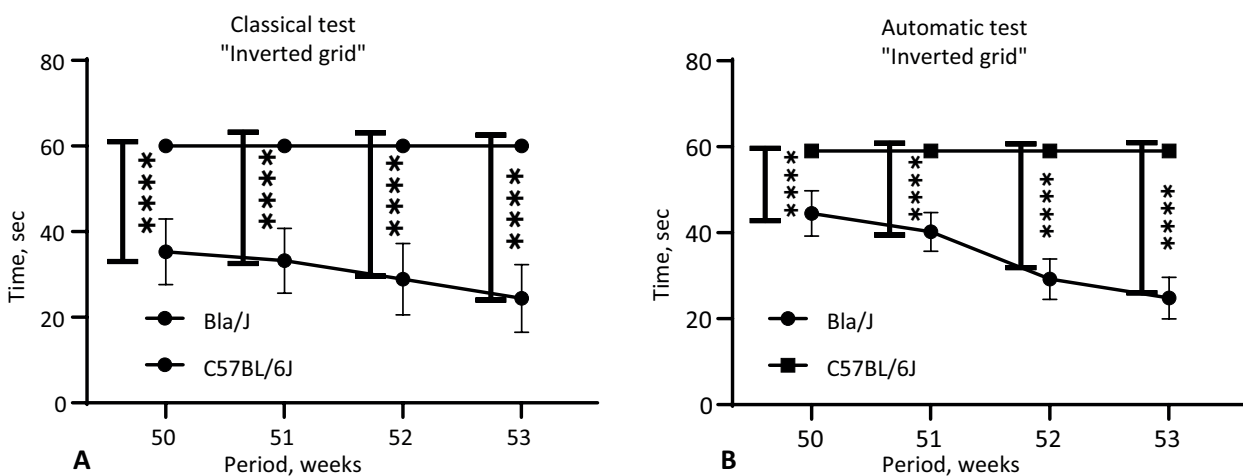 Classical test
"Inverted grid"
80
60
40
20
0
Time, sec
****
****
****
****
Bla/J
C57BL/6J
50 51 52 53
Period, weeks
A
Automatic test
"Inverted grid"
80
60
40
20
0
Time, sec
****
****
****
****
Bla/J
C57BL/6J
50 51 52 53
Period, weeks
B